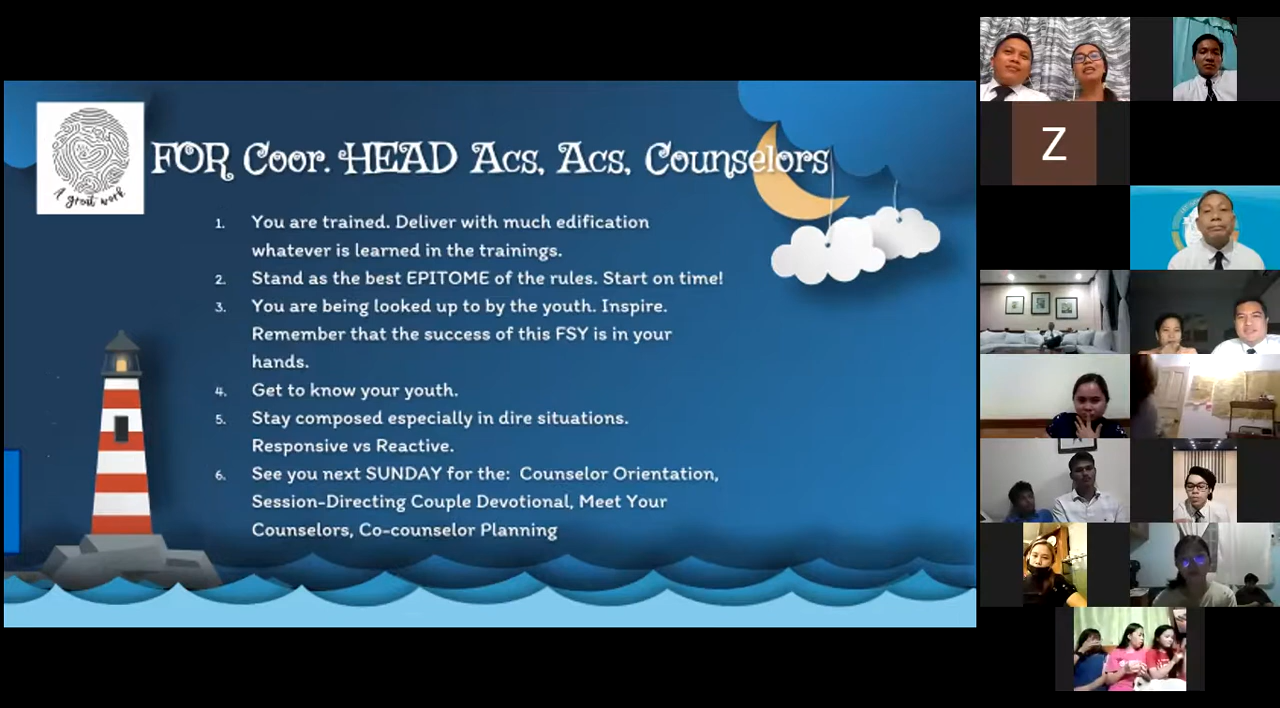 A great work
FOR Coor. HEAD Acs, Acs, Counselors
1. You are trained. Deliver with much edification
whatever is learned in the trainings.
2. Stand as the best EPITOME of the rules. Start on time!
3. You are being looked up to by the youth. Inspire.
Remember that the success of this FSY is in your
hands.
4. Get to know your youth.
5. Stay composed especially in dire situations.
Responsive vs Reactive.
6. See you next SUNDAY for the: Counselor Orientation,
Session-Directing Couple Devotional, Meet Your
Counselors, Co-counselor Planning
Z